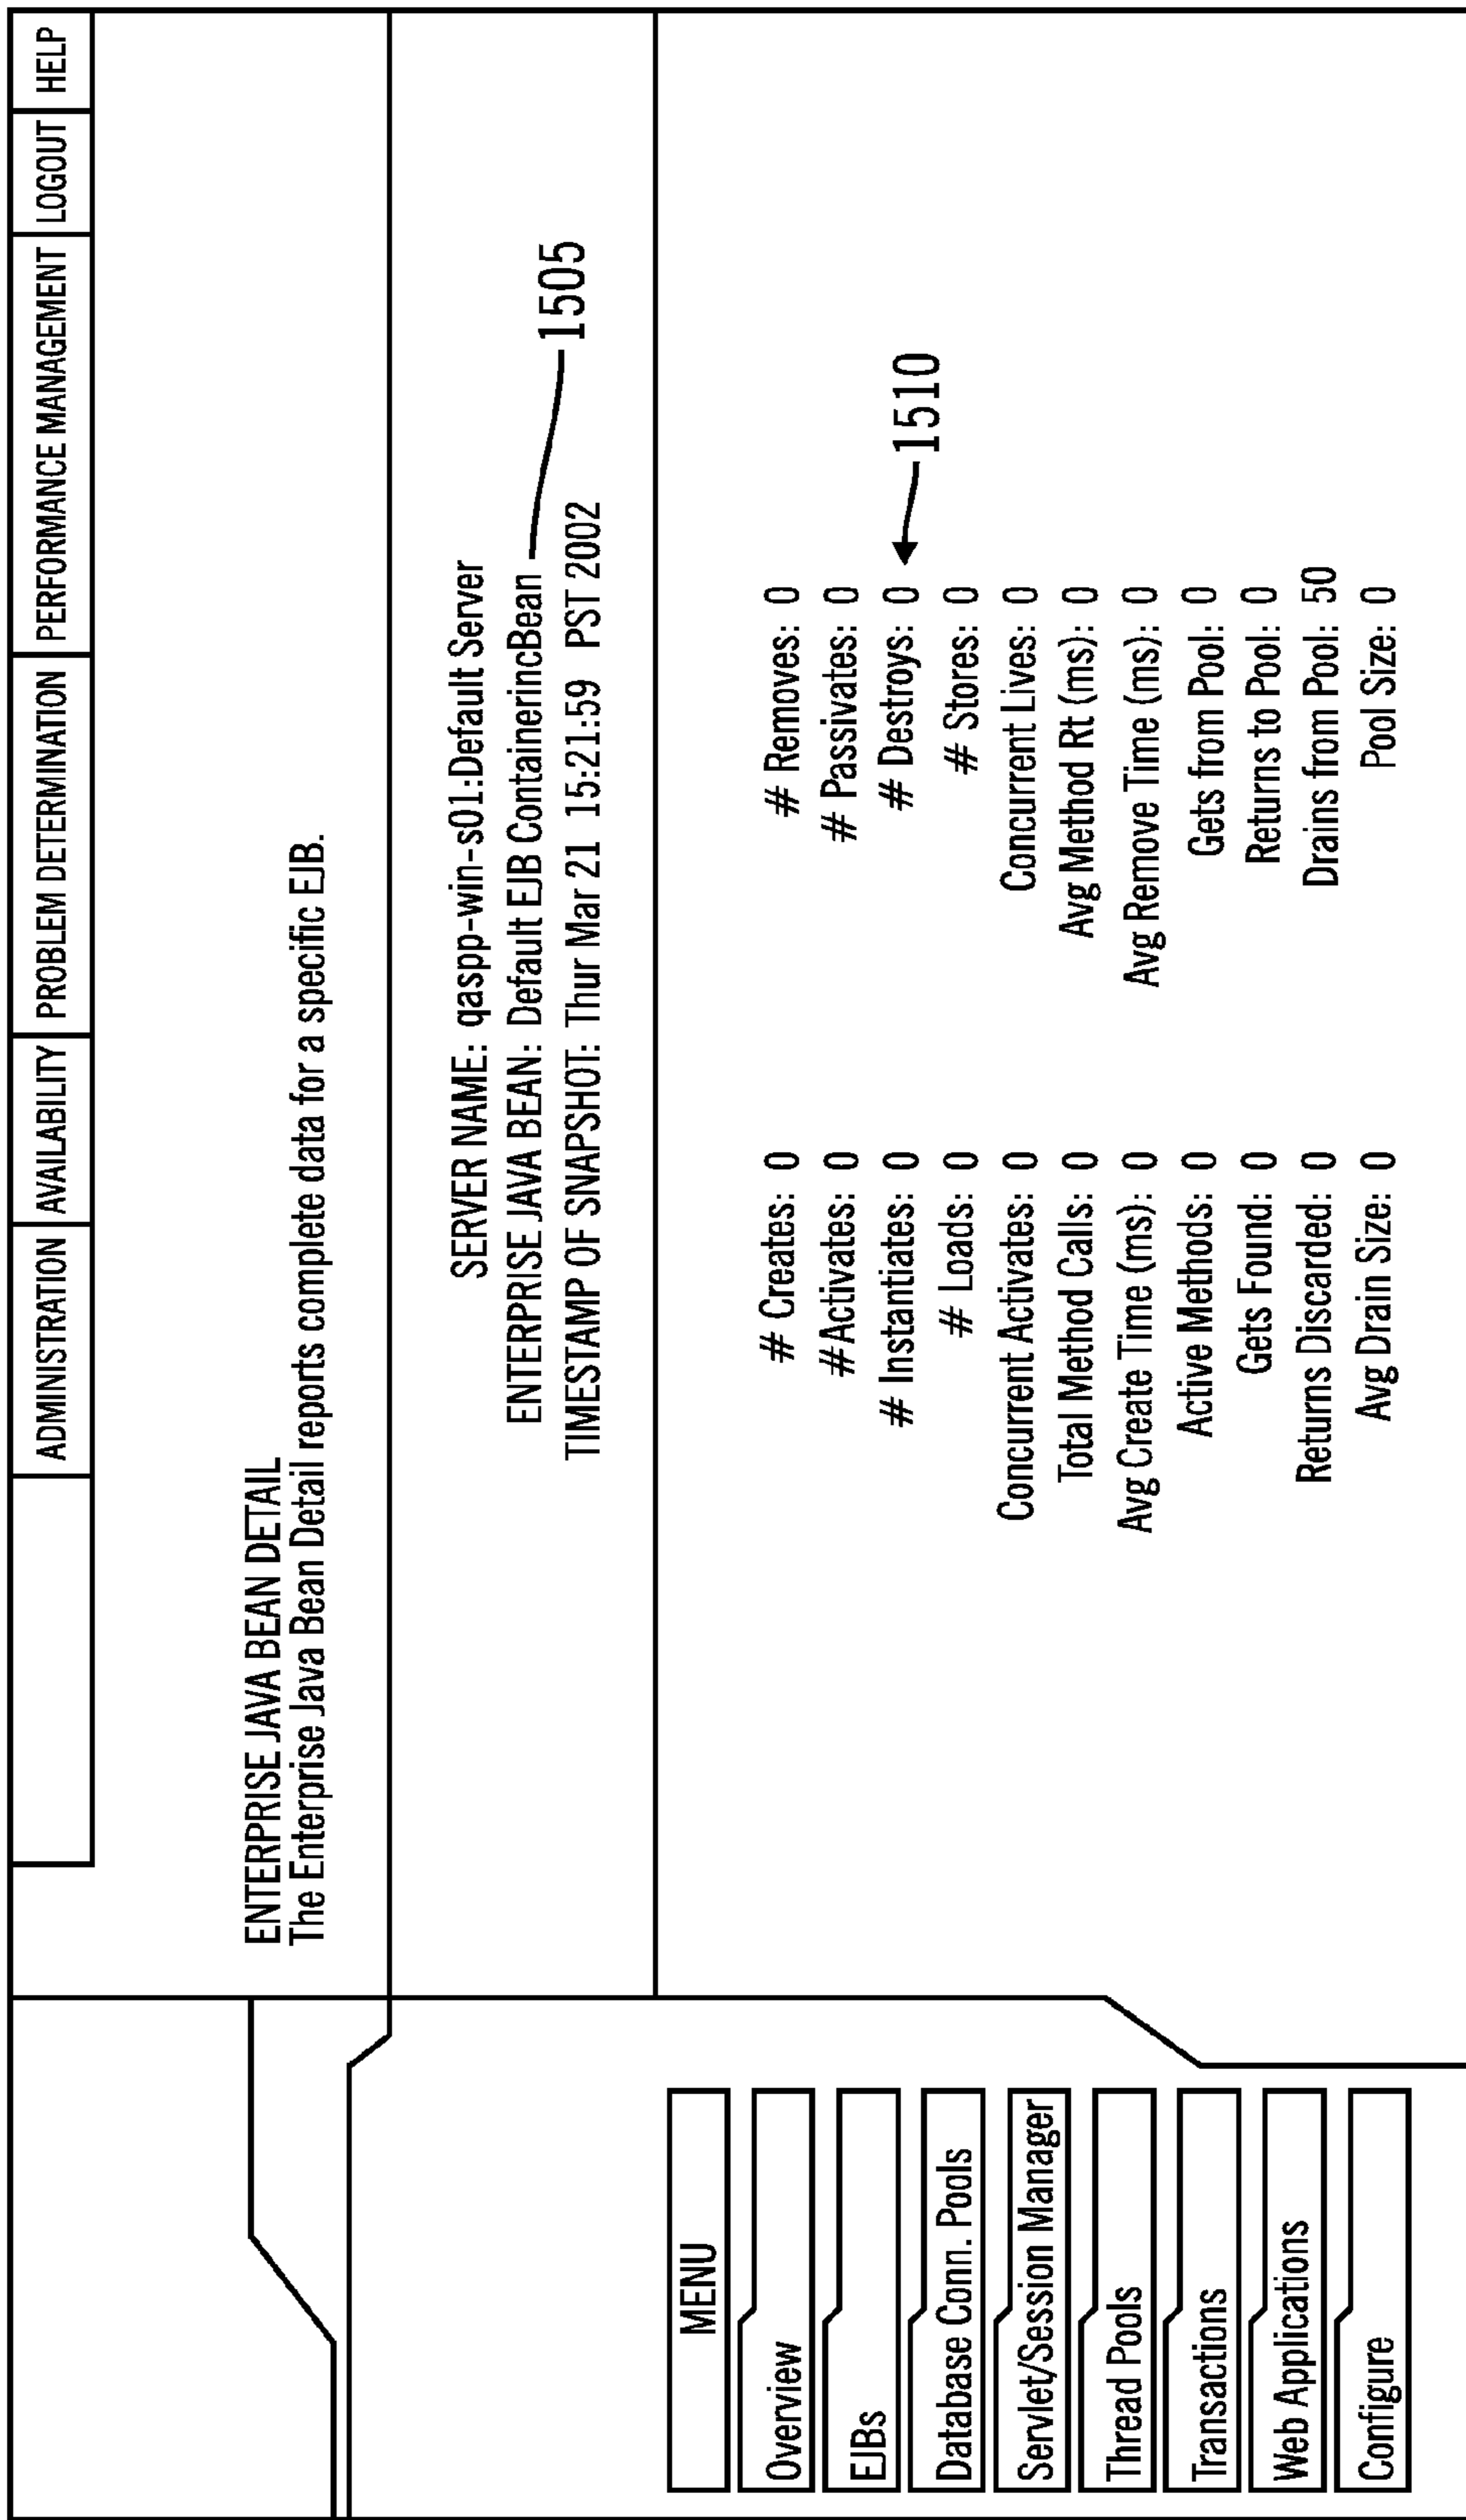 ADMINISTRATION AVAILABILITY PROBLEM DETERMINATION PERFORMANCE MANAGEMENT LOGOUT HELP
ENTERPRISE JAVA BEAN DETAIL
The Enterprise Java Bean Detail reports complete data for a specific EJB.
SERVER NAME: qaspp-win-s01:Default Server
ENTERPRISE JAVA BEAN: Default EJB ContainerincBean
1505
TIMESTAMP OF SNAPSHOT: Thur Mar 21 15:21:59 PST 2002
MENU
Overview
EJBs
Database Conn. Pools
Servlet/Session Manager
Thread Pools
Transactions
Web Applications
Configure
# Creates: 0 # Removes: 0
#Activates: 0 # Passivates: 0
# Instantiates: 0 # Destroys: 0 1510
# Loads: 0 # Stores: 0
Concurrent Activates: 0 Concurrent Lives: 0
Total Method Calls: 0 Avg Method Rt (ms): 0
Avg Create Time (ms): 0 Avg Remove Time (ms): 0
Active Methods: 0 Gets from Pool: 0
Gets Found: 0 Returns to Pool: 0
Returns Discarded: 0 Drains from Pool: 50
Avg Drain Size: 0 Pool Size: 0